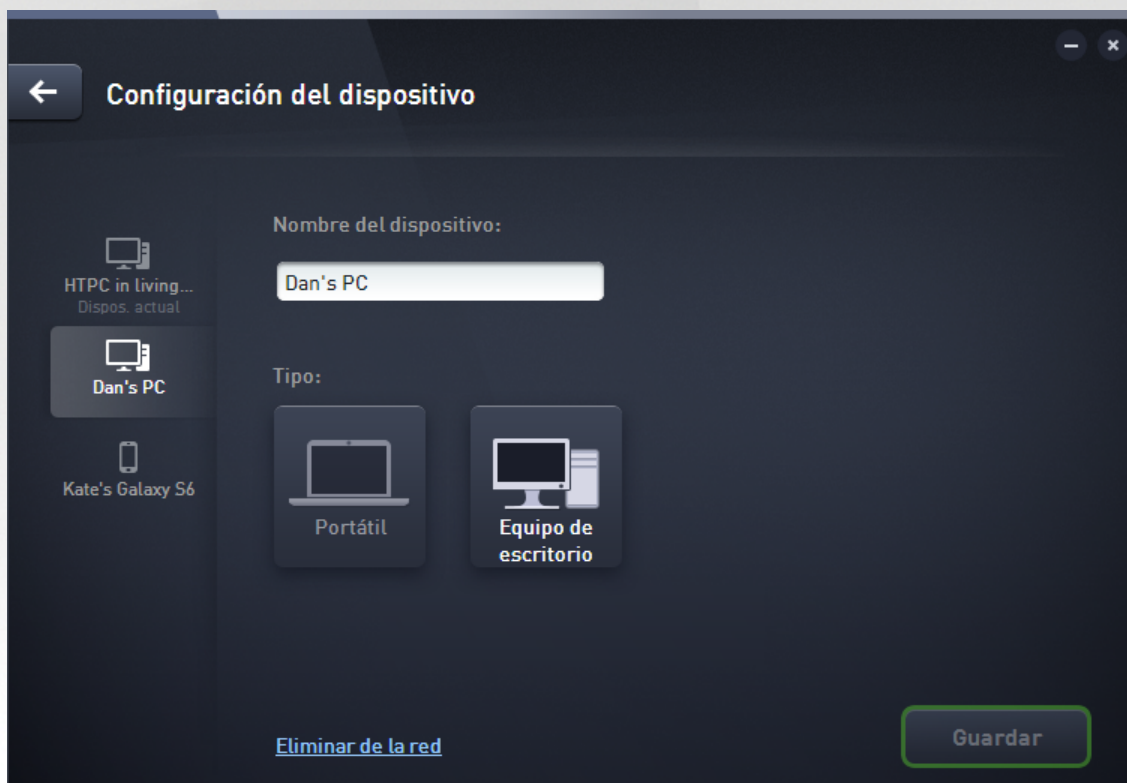 Configuración del dispositivo
HTPC in living...
Dispos. actual
Dan's PC
Kate's Galaxy S6
Nombre del dispositivo:
Dan's PC
Tipo:
Portátil
Equipo de
escritorio
Eliminar de la red
Guardar